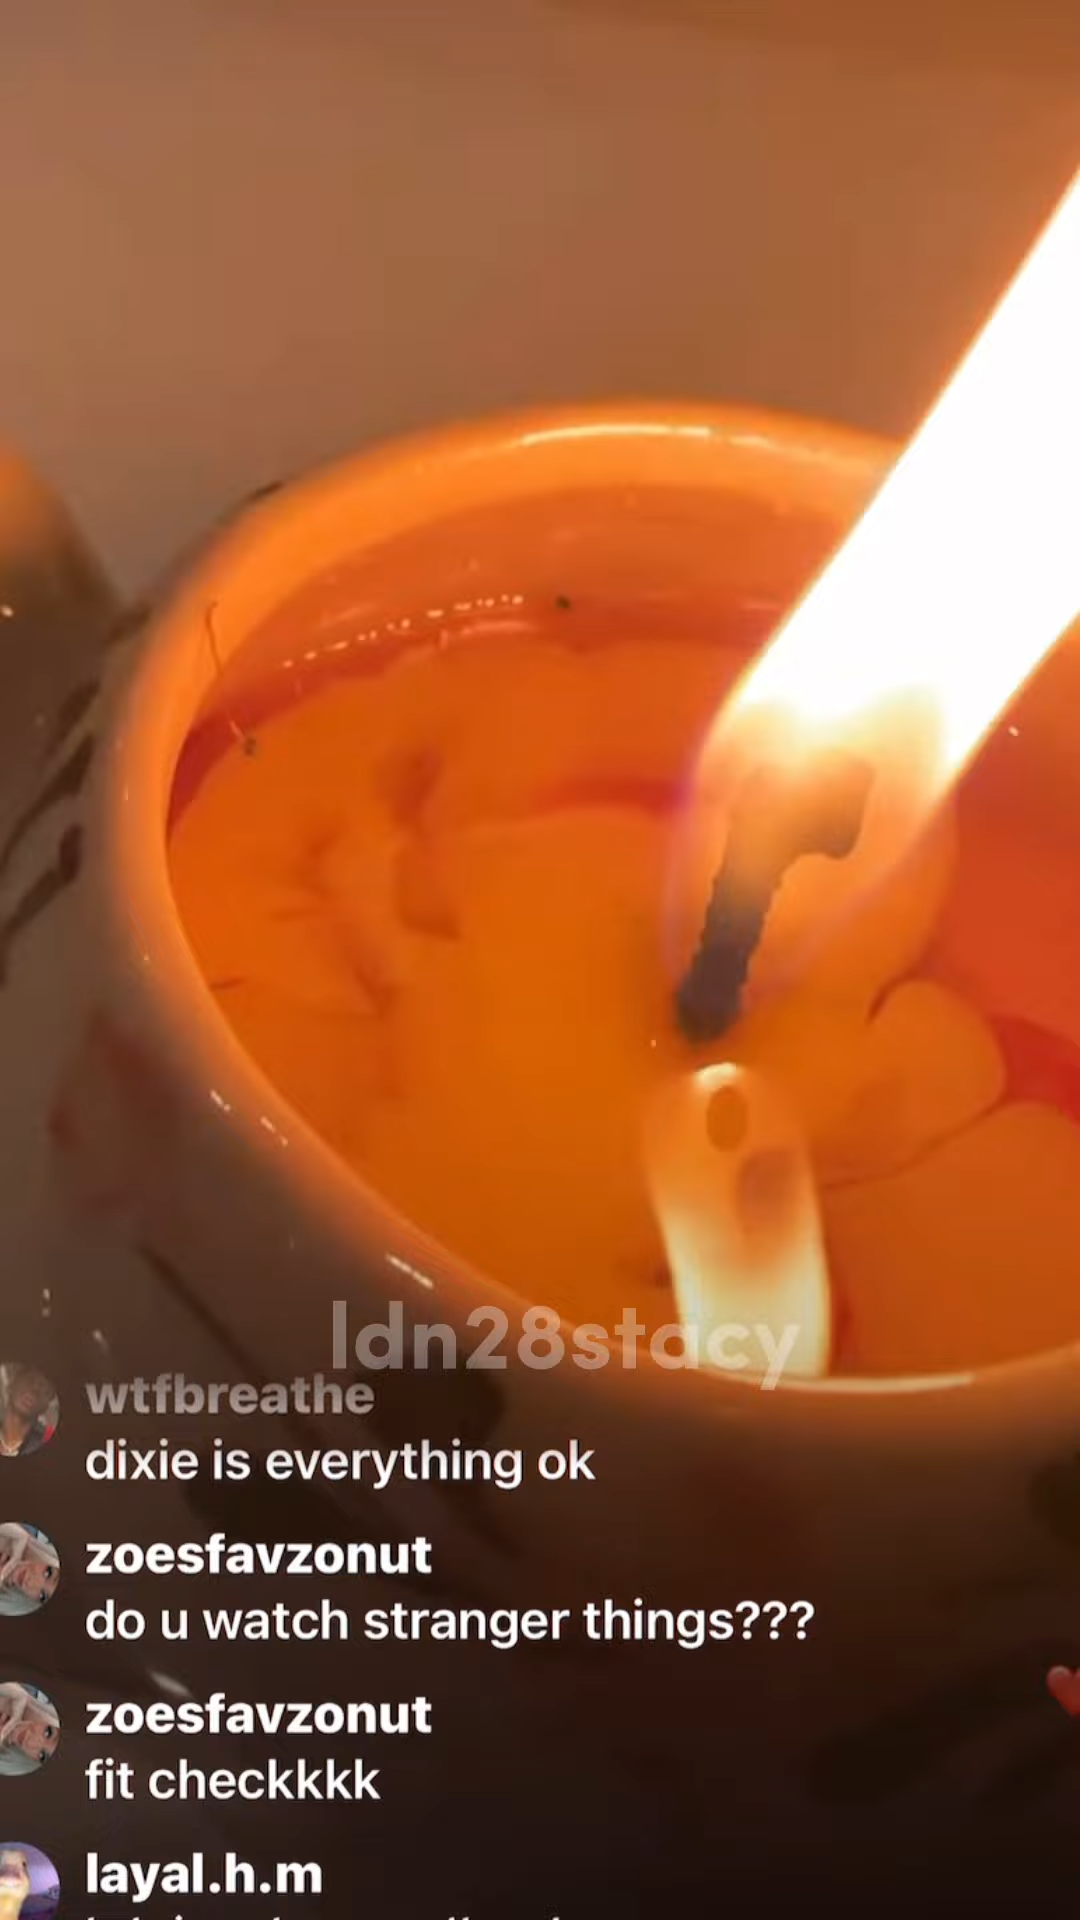 ldn28stacy
wtfbreathe
dixie is everything ok
zoesfavzonut
do u watch stranger things???
zoesfavzonut
fit checkkkk
layal.h.m